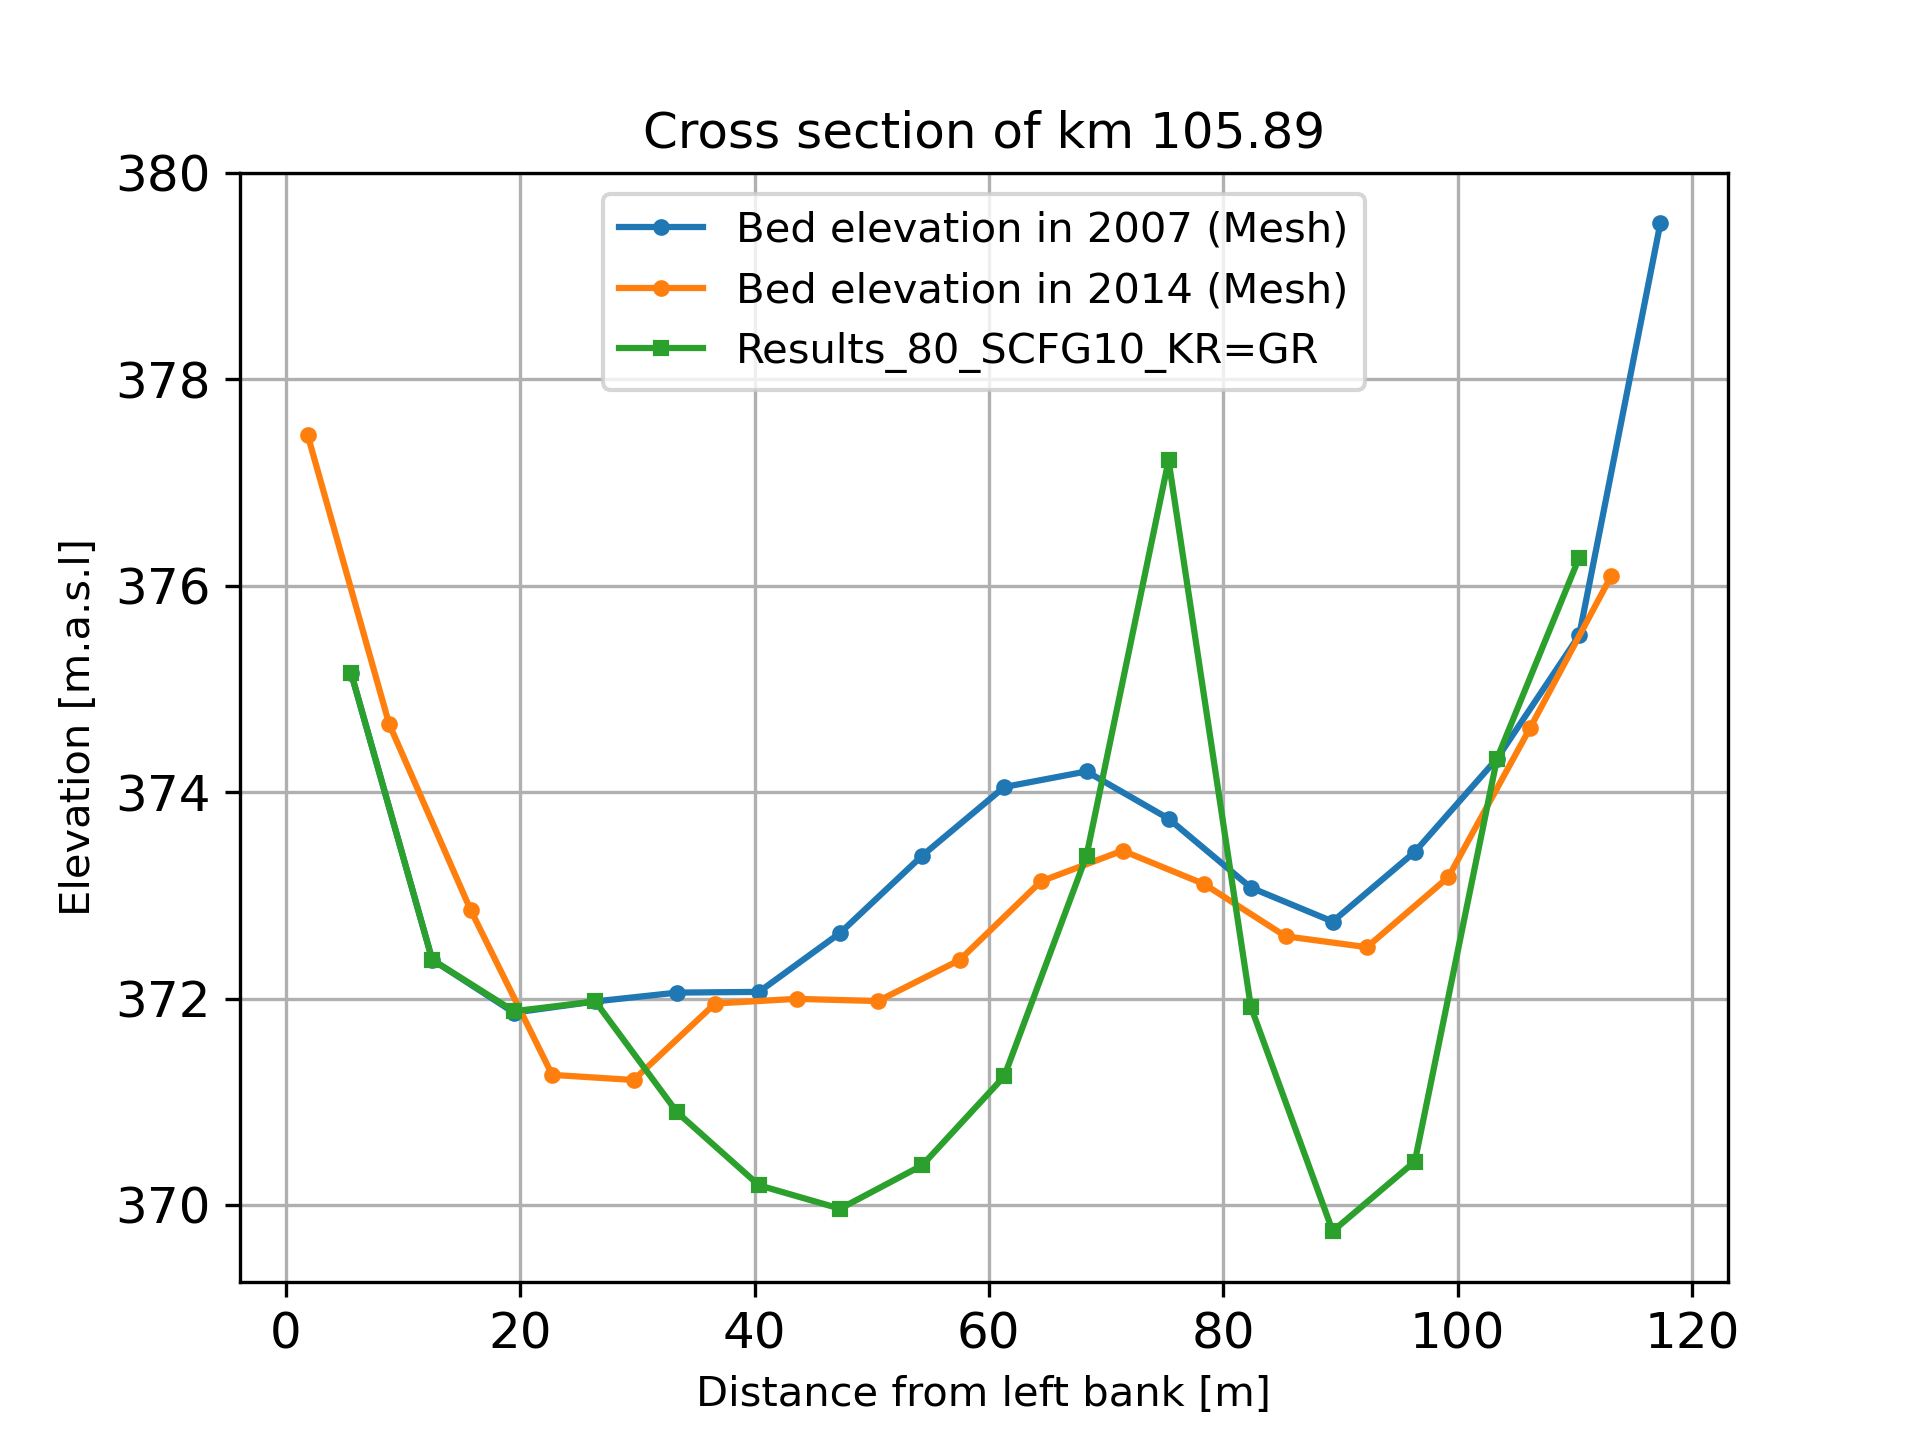 Cross section of km 105.89
380
378
376
374
372
370
Elevation [m.a.s.l]
Bed elevation in 2007 (Mesh)
Bed elevation in 2014 (Mesh)
Results_80_SCFG10_KR=GR
0 20 40 60 80 100 120
Distance from left bank [m]